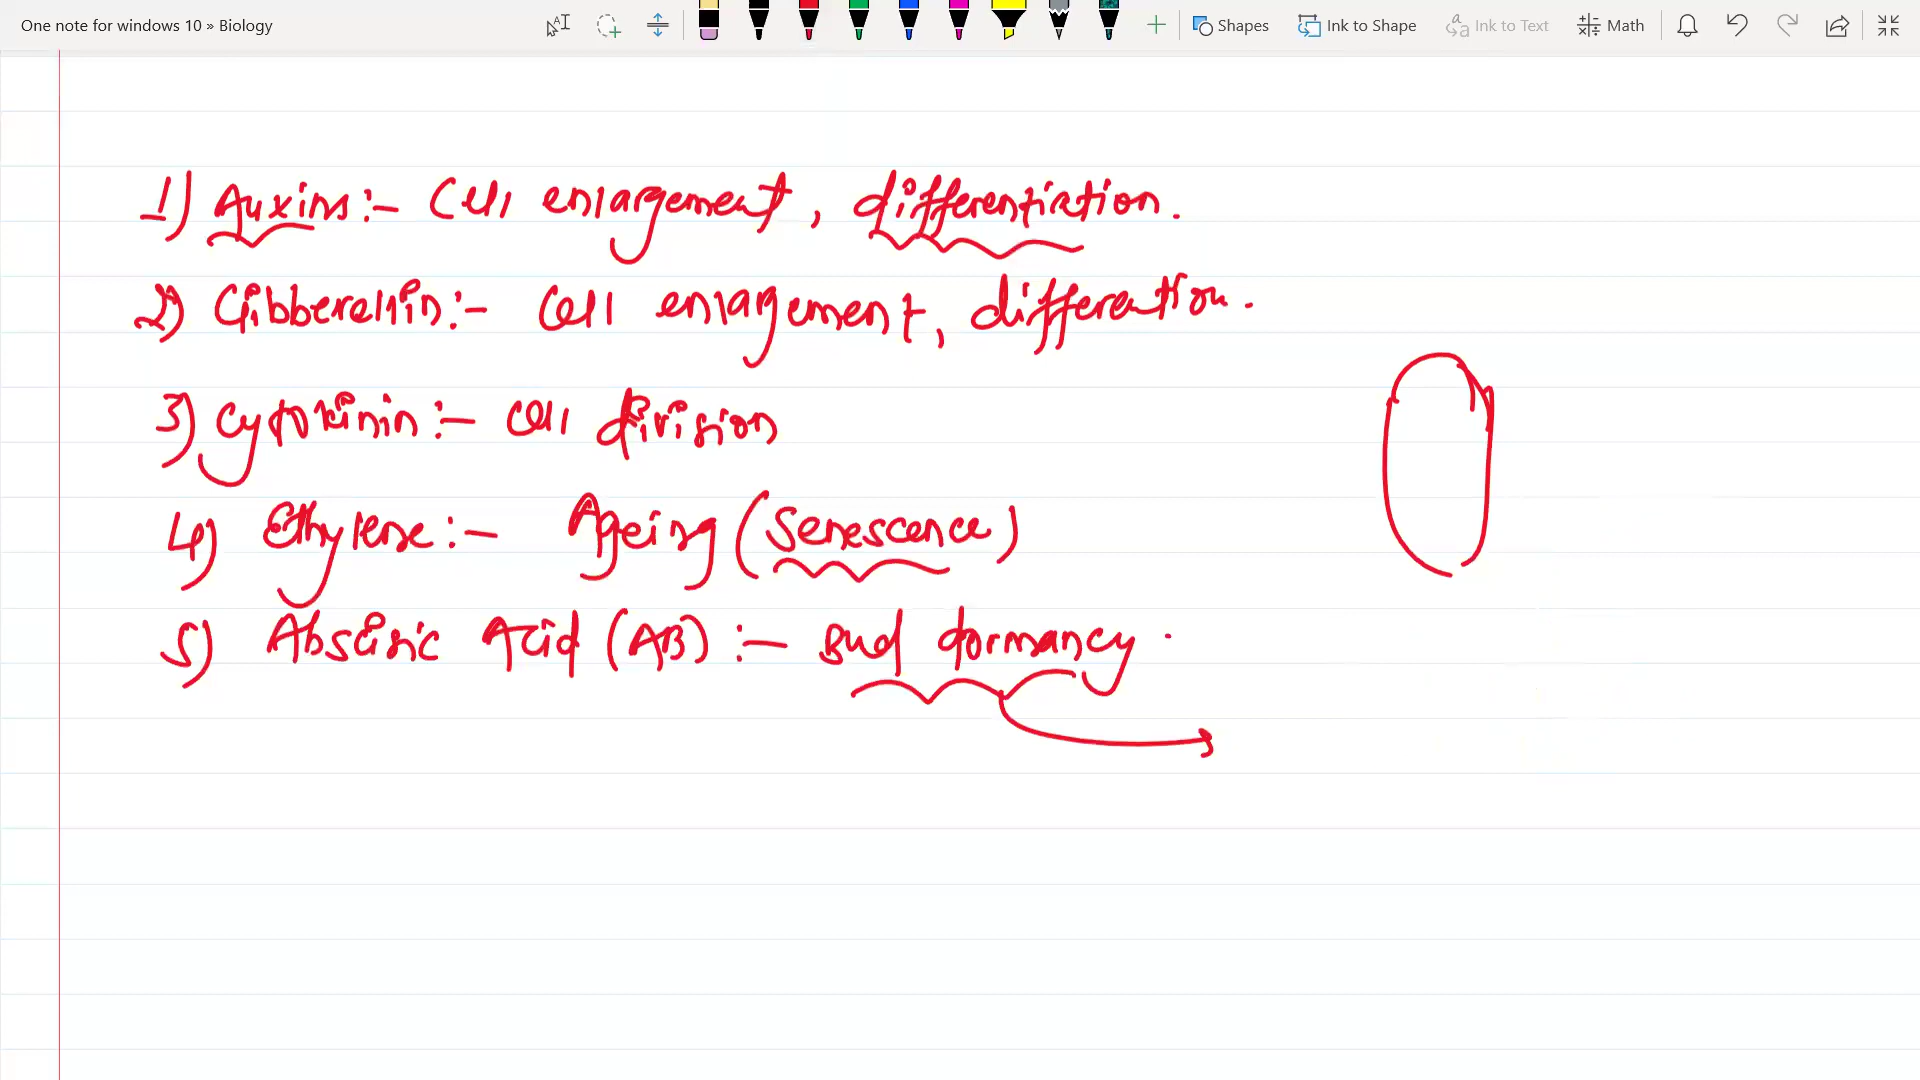 One note for windows 10 » Biology
Shapes
Ink to Shape
Ink to Text
Math
1) Auxins:- Cell enlargement, differentiation.
2) Gibberellin:- Cell enlargement, differention.
3) Cytokinin:- Cell division
4) Ethylene:- Ageing (Senescence)
5) Abscisic Acid (AB):- Bud dormancy.